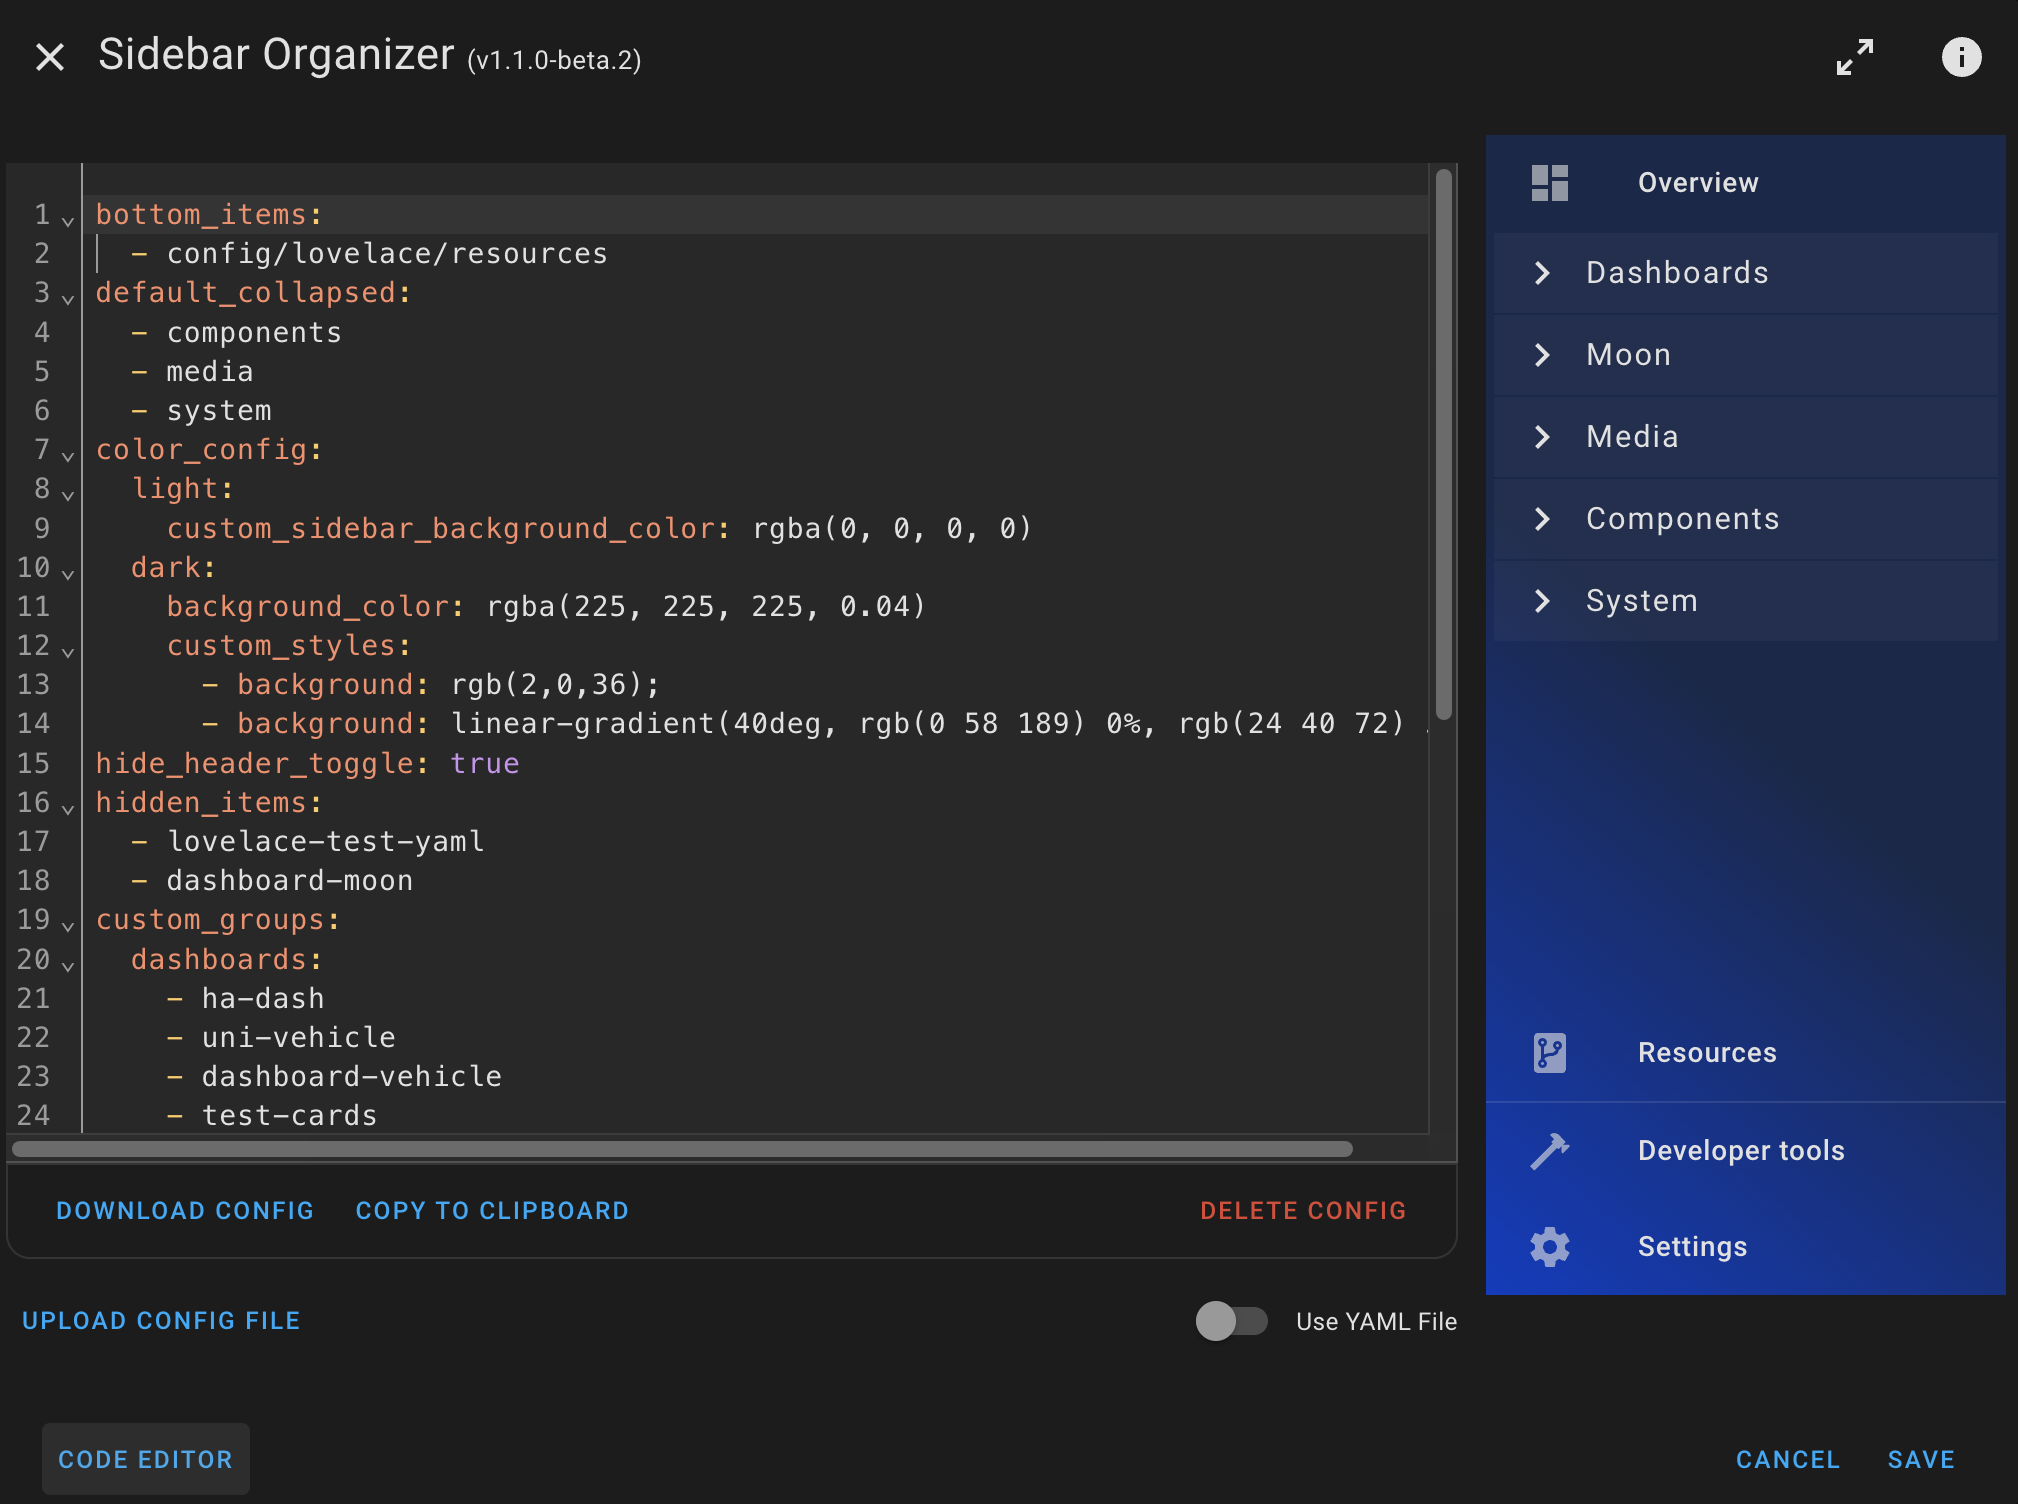 Sidebar Organizer (v1.1.0-beta.2)
1 bottom_items:
2 - config/lovelace/resources
3 default_collapsed:
4 - components
5 - media
6 - system
7 color_config:
8 light:
9 custom_sidebar_background_color: rgba(0, 0, 0, 0)
10 dark:
11 background_color: rgba(225, 225, 225, 0.04)
12 custom_styles:
13 - background: rgb(2,0,36);
14 - background: linear-gradient(40deg, rgb(0 58 189) 0%, rgb(24 40 72)
15 hide_header_toggle: true
16 hidden_items:
17 - lovelace-test-yaml
18 - dashboard-moon
19 custom_groups:
20 dashboards:
21 - ha-dash
22 - uni-vehicle
23 - dashboard-vehicle
24 - test-cards
DOWNLOAD CONFIG COPY TO CLIPBOARD DELETE CONFIG
UPLOAD CONFIG FILE Use YAML File
Overview
Dashboards
Moon
Media
Components
System
Resources
Developer tools
Settings
CODE EDITOR CANCEL SAVE